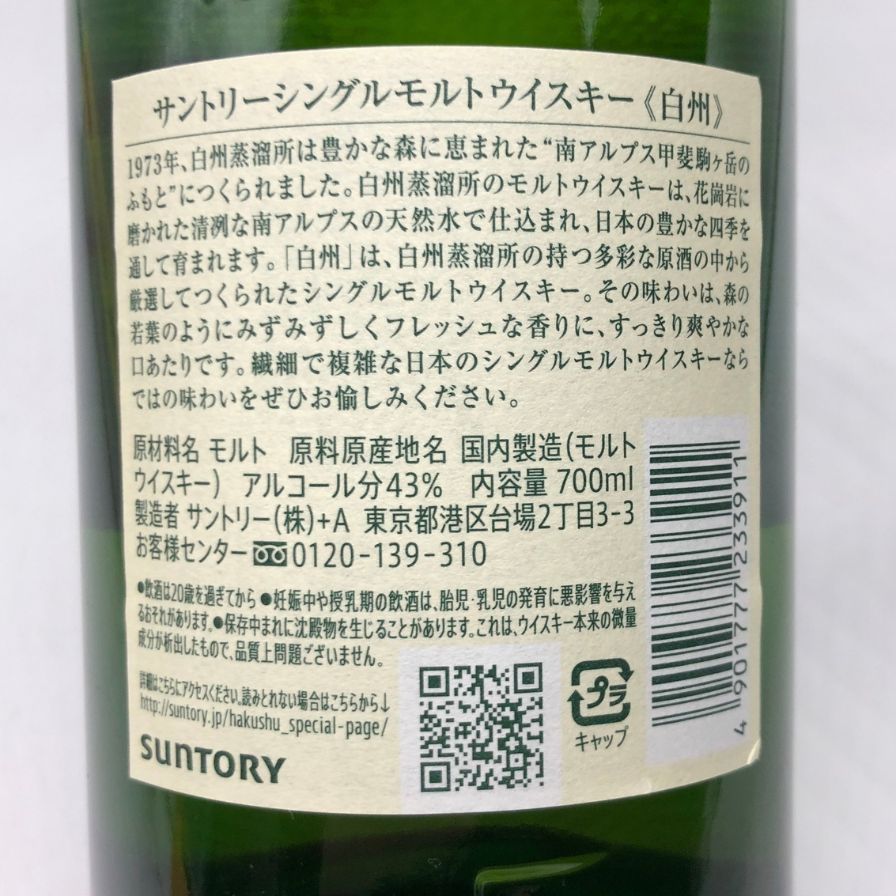 サントリーシングルモルトウイスキー《白州》
1973年、白州蒸溜所は豊かな森に恵まれた“南アルプス甲斐駒ヶ岳の
ふもと”につくられました。白州蒸溜所のモルトウイスキーは、花崗岩に
磨かれた清冽な南アルプスの天然水で仕込まれ、日本の豊かな四季を
通して育まれます。「白州」は、白州蒸溜所の持つ多彩な原酒の中から
厳選してつくられたシングルモルトウイスキー。その味わいは、森の
若葉のようにみずみずしくフレッシュな香りに、すっきり爽やかな
口あたりです。繊細で複雑な日本のシングルモルトウイスキーなら
ではの味わいをぜひお愉しみください。
原材料名 モルト 原料原産地名 国内製造(モルト
ウイスキー) アルコール分43% 内容量 700ml
製造者 サントリー(株)+A 東京都港区台場2丁目3-3
お客様センター 0120-139-310
●飲酒は20歳を過ぎてから ●妊娠中や授乳期の飲酒は、胎児・乳児の発育に悪影響を与え
るおそれがあります。●保存中まれに沈殿物を生じることがあります。これは、ウイスキー本来の微量
成分が析出したもので、品質上問題ございません。
詳細はこちらにアクセスください。読みとれない場合はこちらから↓
http://suntory.jp/hakushu_special-page/
SUNTORY
プラ
キャップ
4 901777 233911